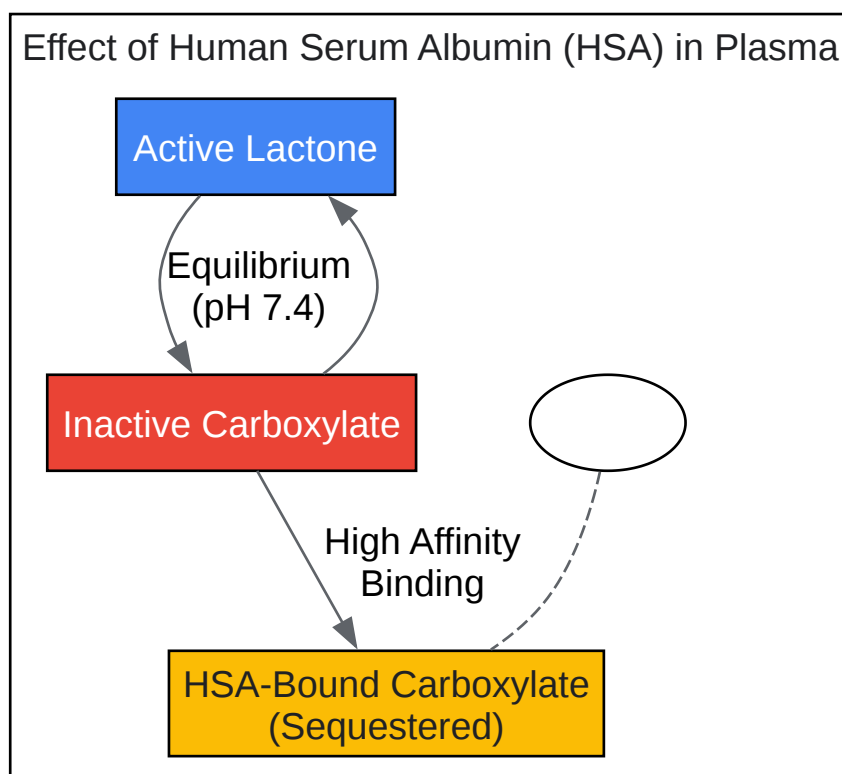 Effect of Human Serum Albumin (HSA) in Plasma
Active Lactone
Equilibrium
(pH 7.4)
Inactive Carboxylate
High Affinity
Binding
HSA-Bound Carboxylate
(Sequestered)